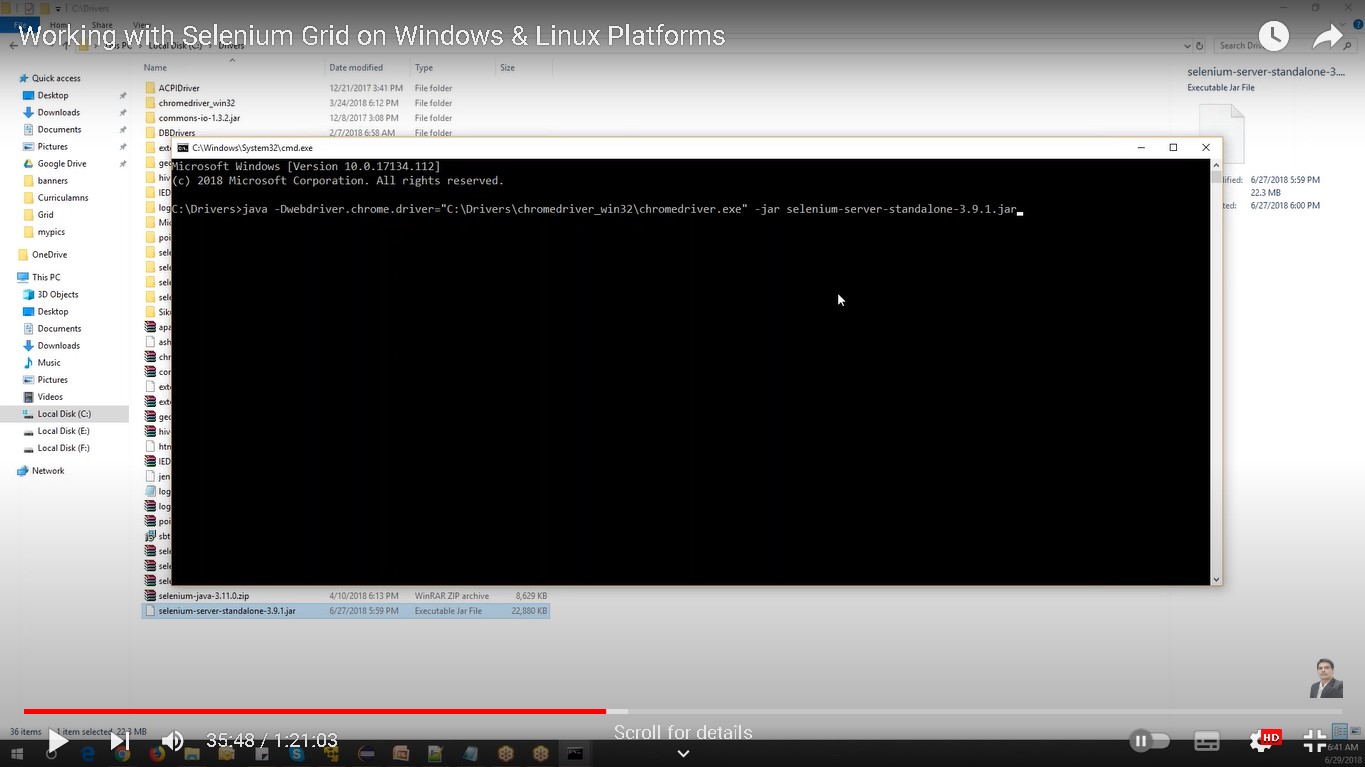 C:\Drivers
Working with Selenium Grid on Windows & Linux Platforms
File Home Share View
This PC Local Disk (C:) Drivers
Name Date modified Type Size
Quick access
Desktop
Downloads
Documents
Pictures
Google Drive
banners
Curriculamns
Grid
mypics
OneDrive
This PC
3D Objects
Desktop
Documents
Downloads
Music
Pictures
Videos
Local Disk (C:)
Local Disk (E:)
Local Disk (F:)
Network
ACPIDriver 12/21/2017 3:41 PM File folder
chromedriver_win32 3/24/2018 6:12 PM File folder
commons-io-1.3.2.jar 12/8/2017 3:08 PM File folder
DBDrivers 2/7/2018 6:58 AM File folder
C:\Windows\System32\cmd.exe
Microsoft Windows [Version 10.0.17134.112]
(c) 2018 Microsoft Corporation. All rights reserved.
C:\Drivers>java -Dwebdriver.chrome.driver="C:\Drivers\chromedriver_win32\chromedriver.exe" -jar selenium-server-standalone-3.9.1.jar
selenium-java-3.11.0.zip 4/10/2018 6:13 PM WinRAR ZIP archive 8,629 KB
selenium-server-standalone-3.9.1.jar 6/27/2018 5:59 PM Executable Jar File 22,880 KB
selenium-server-standalone-3....
Executable Jar File
6/27/2018 5:59 PM
22.3 MB
6/27/2018 6:00 PM
36 items 1 item selected 22.3 MB
35:48 / 1:21:03
Scroll for details
HD
6:41 AM
6/29/2018